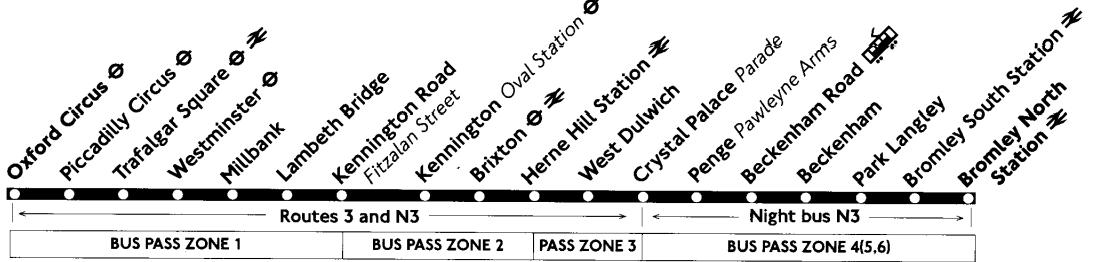 Oxford Circus
Piccadilly Circus
Trafalgar Square
Westminster
Millbank
Lambeth Bridge
Kennington Road
Fitzalan Street
Kennington Oval Station
Brixton
Herne Hill Station
West Dulwich
Crystal Palace Parade
Penge Pawleyne Arms
Beckenham Road
Beckenham
Park Langley
Bromley South Station
Bromley North
Station
Routes 3 and N3
Night bus N3
BUS PASS ZONE 1
BUS PASS ZONE 2
PASS ZONE 3
BUS PASS ZONE 4(5,6)